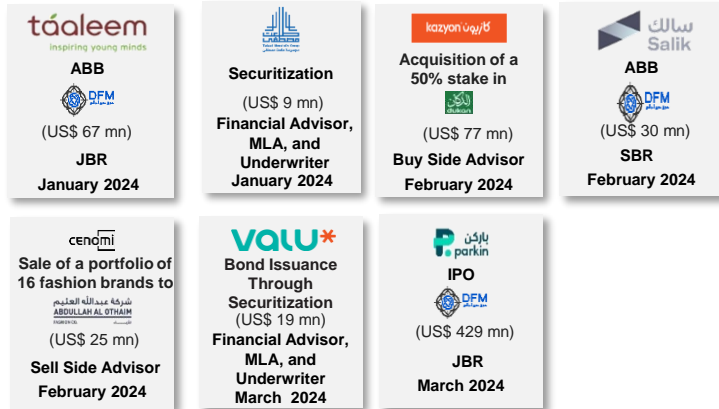 táaleem
inspiring young minds
ABB
DFM
(US$ 67 mn)
JBR
January 2024
Securitization
(US$ 9 mn)
Financial Advisor,
MLA, and
Underwriter
January 2024
kazyon كازيون
Acquisition of a
50% stake in
الدكان
dukan
(US$ 77 mn)
Buy Side Advisor
February 2024
سالك
Salik
ABB
DFM
(US$ 30 mn)
SBR
February 2024
cenomi
Sale of a portfolio of
16 fashion brands to
شركة عبدالله العثيم
ABDULLAH AL OTHAIM
FASHION CO.
(US$ 25 mn)
Sell Side Advisor
February 2024
valu*
Bond Issuance
Through
Securitization
(US$ 19 mn)
Financial Advisor,
MLA, and
Underwriter
March 2024
باركن
parkin
IPO
DFM
(US$ 429 mn)
JBR
March 2024